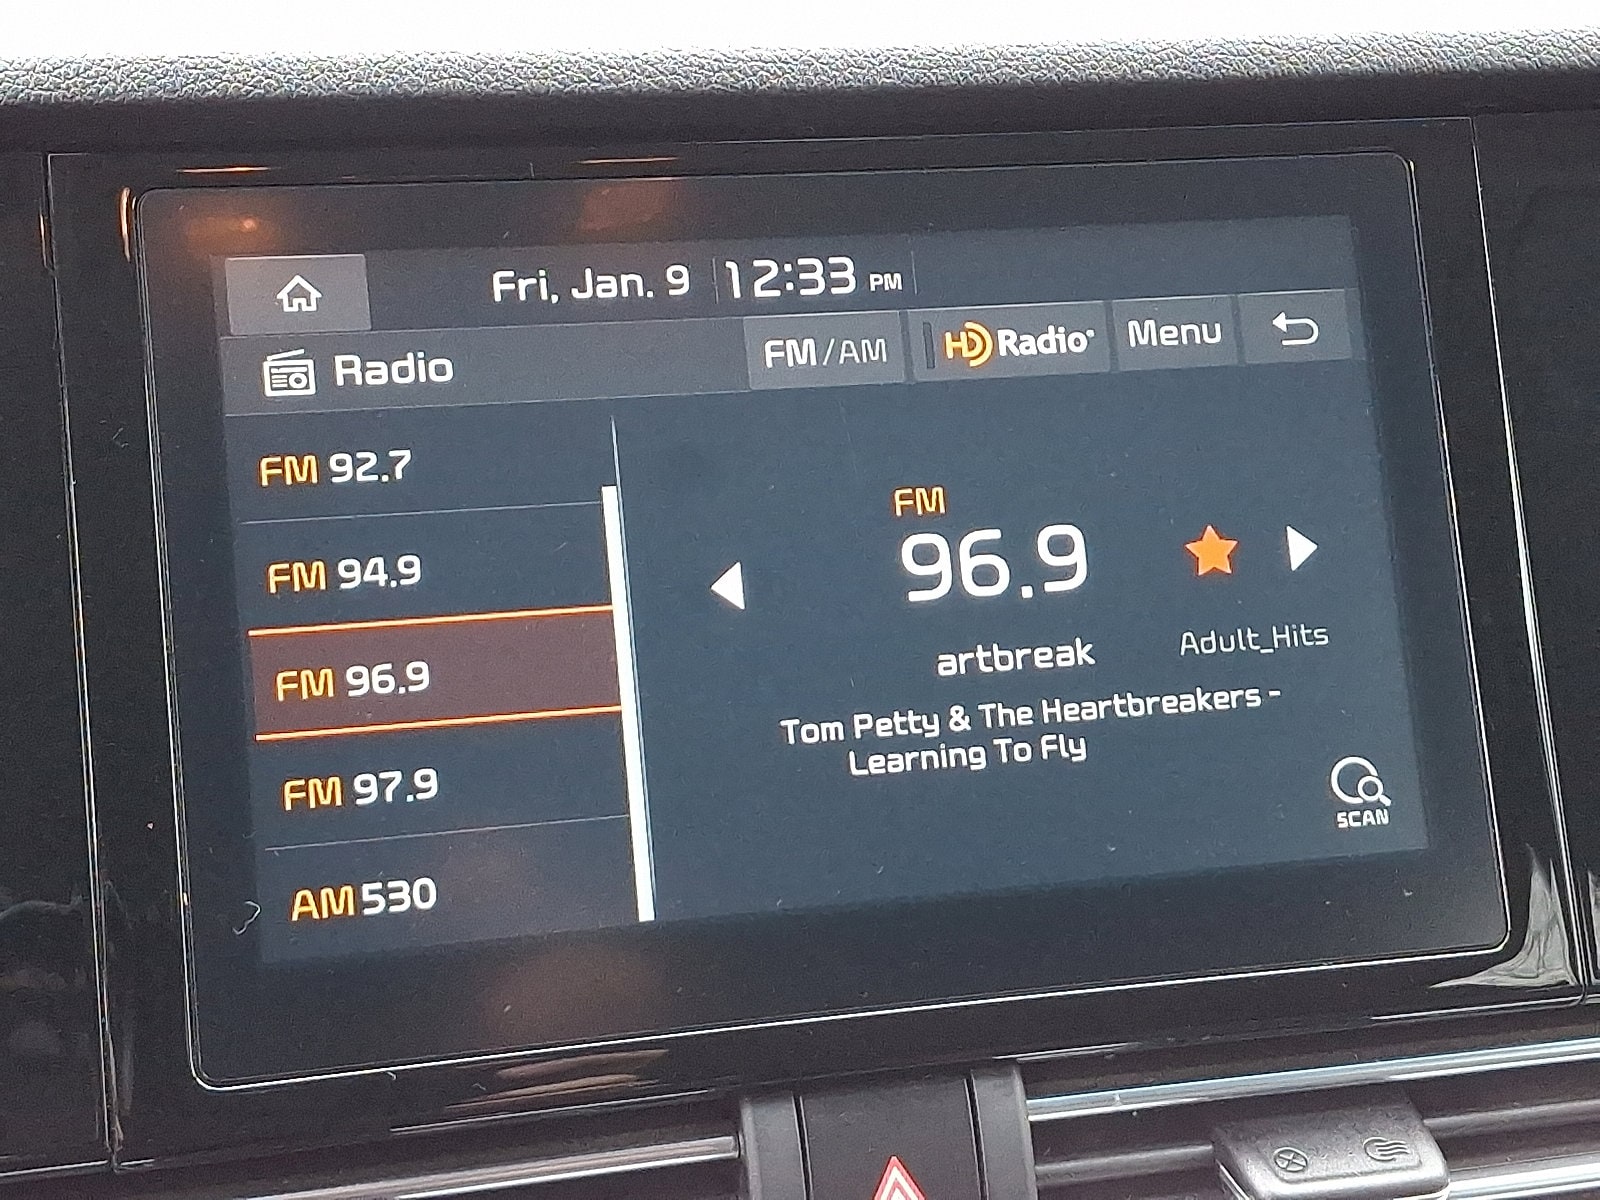 Fri, Jan. 9 12:33 PM
Radio FM/AM HD Radio Menu
FM 92.7
FM 94.9
FM 96.9
FM 97.9
AM 530
FM
96.9
artbreak Adult_Hits
Tom Petty & The Heartbreakers -
Learning To Fly
SCAN